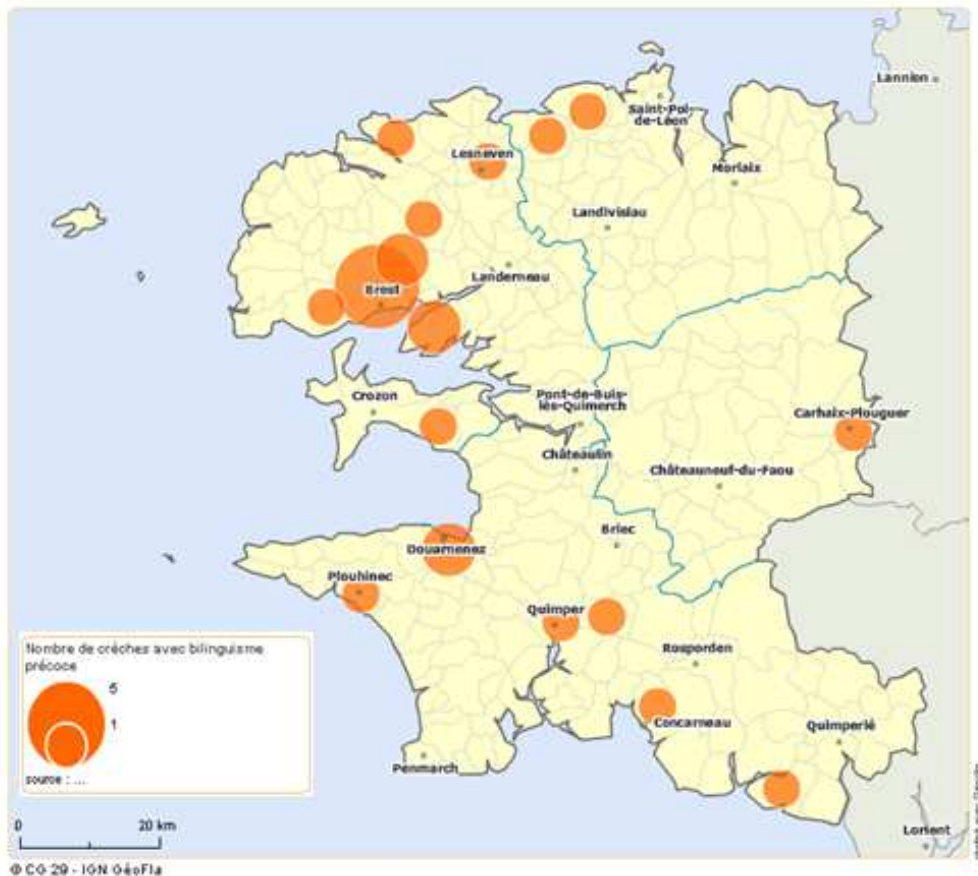 Lannion
Saint-Pol-
de-Léon
Lesneven
Morlaix
Landivisiau
Landerneau
Brest
Crozon
Pont-de-Buis-
lès-Quimerch
Carhaix-Plouguer
Châteaulin
Châteauneuf-du-Faou
Briec
Douarnenez
Plouhinec
Quimper
Rosporden
Concarneau
Quimperlé
Penmarch
Lorient
Nombre de crèches avec bilinguisme
précoce
5
1
source : ...
0 20 km
© CG 29 - IGN GéoFla